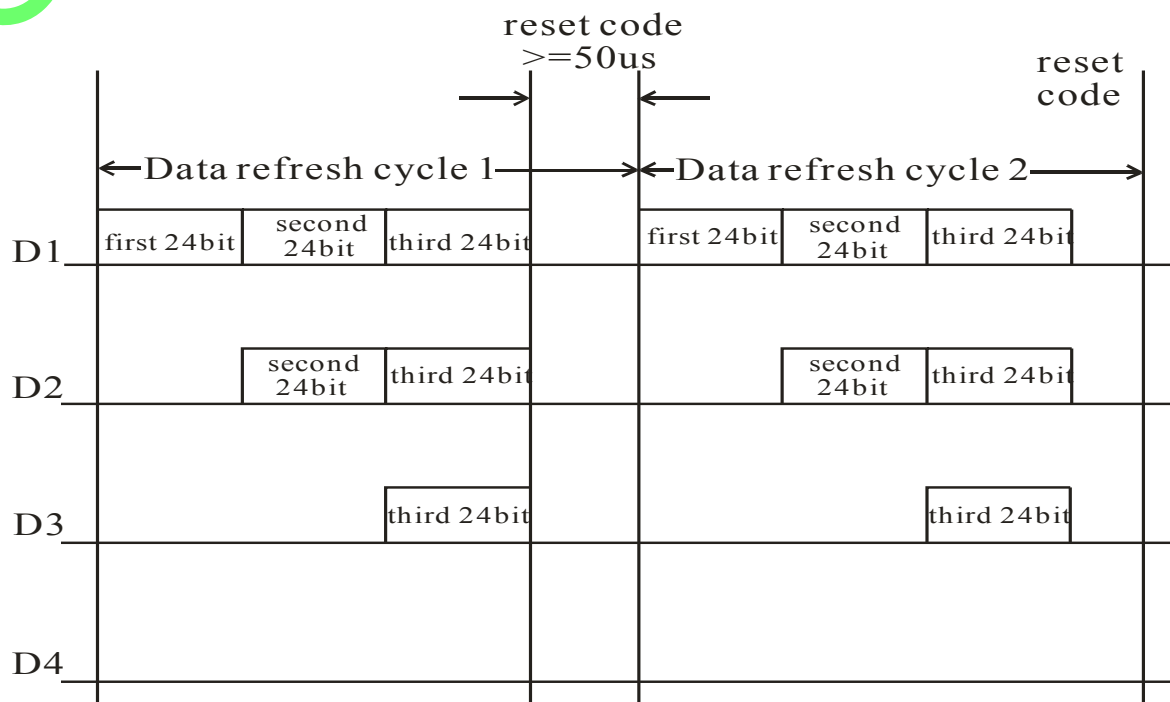 reset code
>=50us
reset
code
Data refresh cycle 1
Data refresh cycle 2
D1
first 24bit
second
24bit
third 24bit
first 24bit
second
24bit
third 24bit
D2
second
24bit
third 24bit
second
24bit
third 24bit
D3
third 24bit
third 24bit
D4